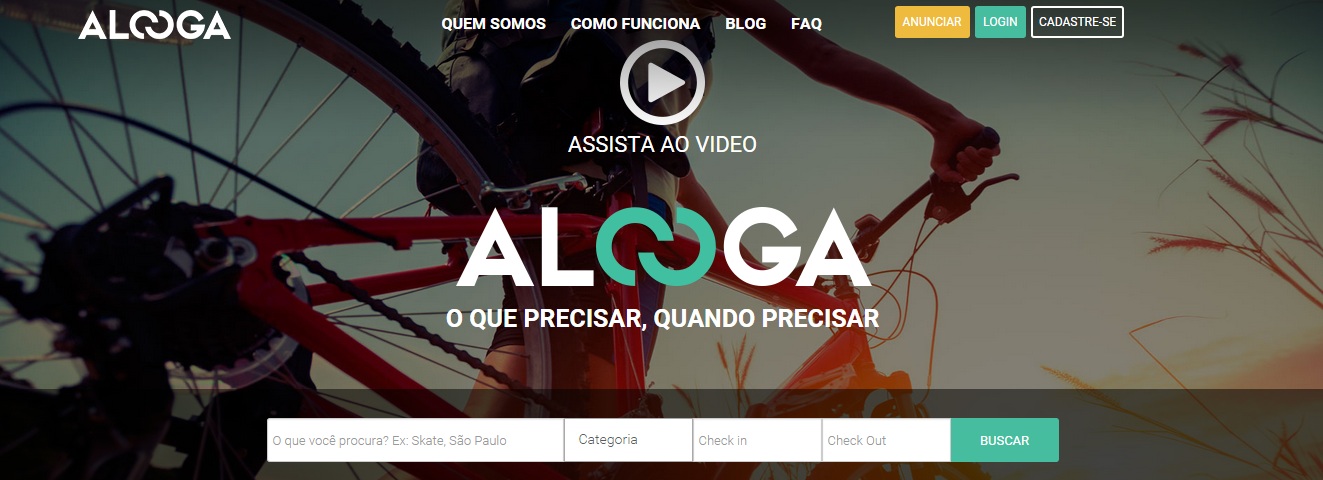 ALOOGA
QUEM SOMOS COMO FUNCIONA BLOG FAQ
ANUNCIAR LOGIN CADASTRE-SE
ASSISTA AO VIDEO
ALOOGA
O QUE PRECISAR, QUANDO PRECISAR
O que você procura? Ex: Skate, São Paulo Categoria Check in Check Out BUSCAR